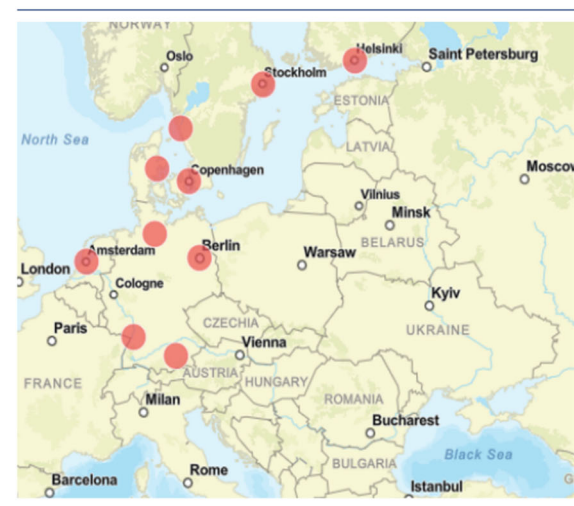 NORWAY
Oslo
Helsinki
Saint Petersburg
Stockholm
ESTONIA
North Sea
LATVIA
Copenhagen
Moscow
Vilnius
Minsk
BELARUS
Amsterdam
Berlin
Warsaw
London
Cologne
Kyiv
Paris
CZECHIA
UKRAINE
Vienna
FRANCE
AUSTRIA
HUNGARY
Milan
ROMANIA
Bucharest
Black Sea
BULGARIA
Rome
Barcelona
Istanbul
G